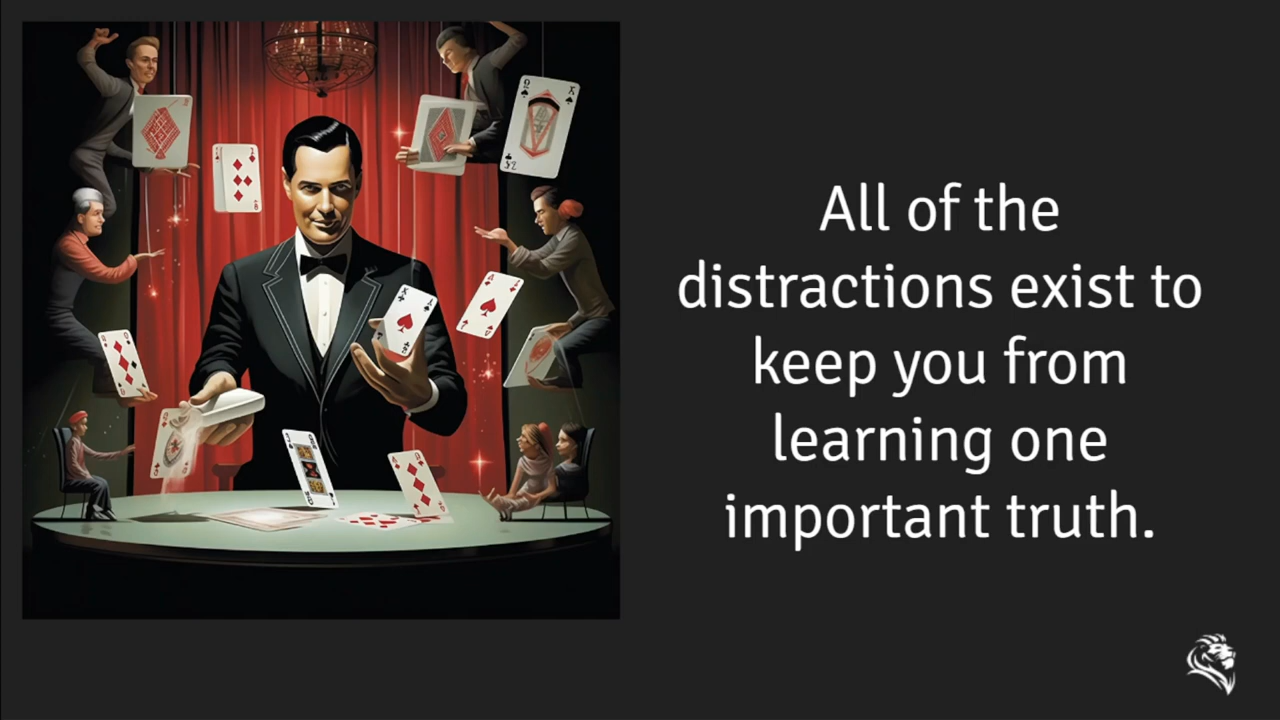 All of the
distractions exist to
keep you from
learning one
important truth.